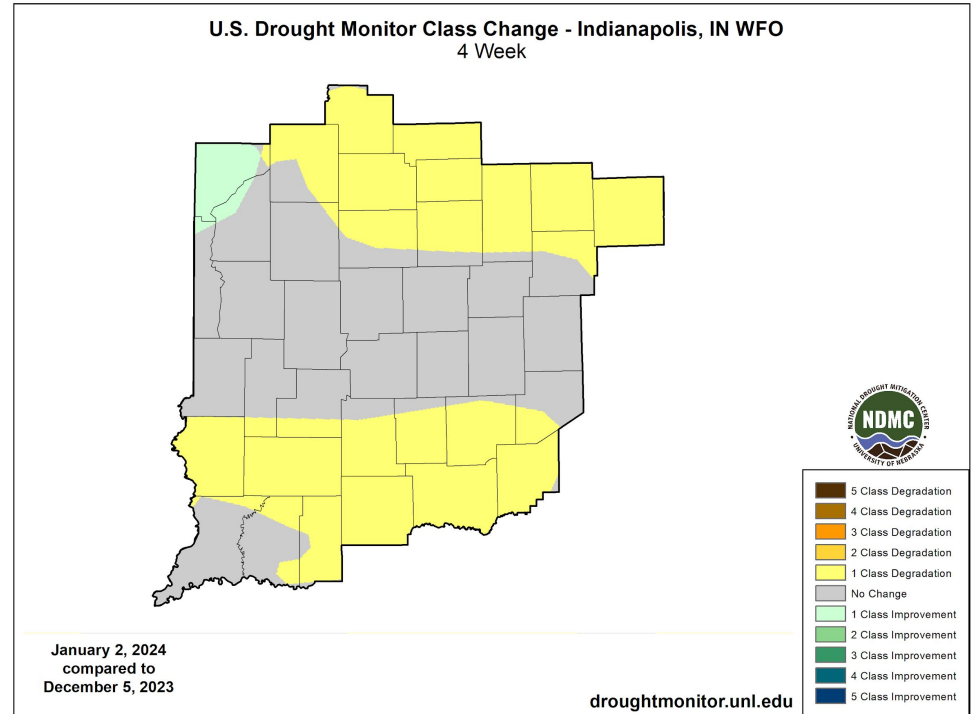 U.S. Drought Monitor Class Change - Indianapolis, IN WFO
4 Week
NATIONAL DROUGHT MITIGATION CENTER
NDMC
UNIVERSITY OF NEBRASKA
5 Class Degradation
4 Class Degradation
3 Class Degradation
2 Class Degradation
1 Class Degradation
No Change
1 Class Improvement
2 Class Improvement
3 Class Improvement
4 Class Improvement
5 Class Improvement
January 2, 2024
compared to
December 5, 2023
droughtmonitor.unl.edu